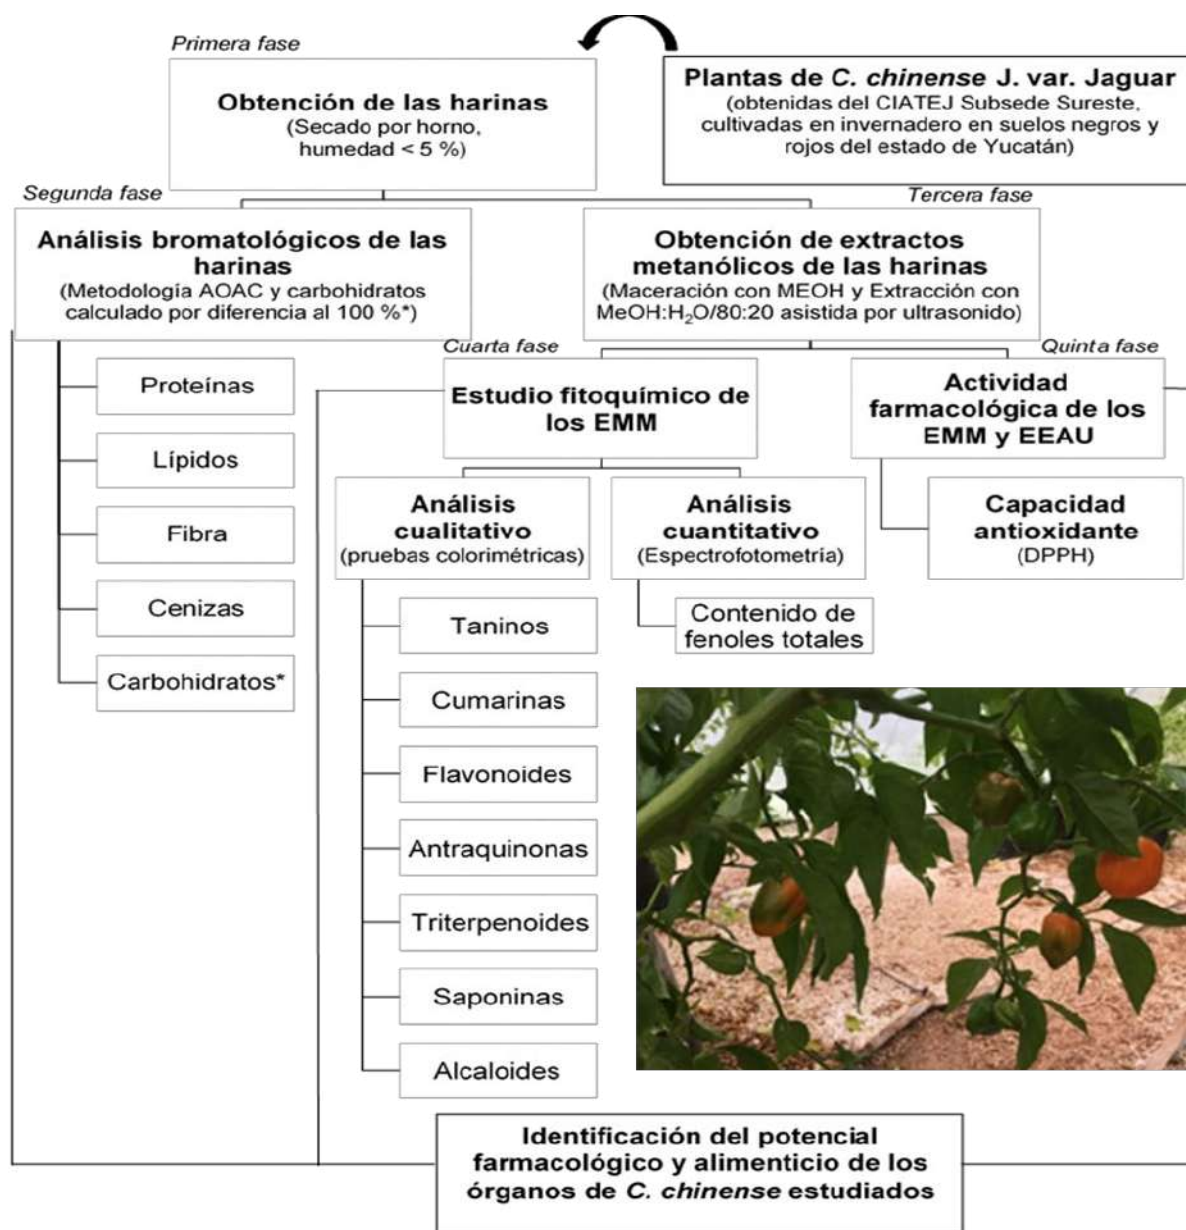 Primera fase
Obtención de las harinas
(Secado por horno,
humedad < 5 %)
Plantas de C. chinense J. var. Jaguar
(obtenidas del CIATEJ Subsede Sureste,
cultivadas en invernadero en suelos negros y
rojos del estado de Yucatán)
Segunda fase
Análisis bromatológicos de las
harinas
(Metodología AOAC y carbohidratos
calculado por diferencia al 100 %*)
Tercera fase
Obtención de extractos
metanólicos de las harinas
(Maceración con MEOH y Extracción con
MeOH:H₂O/80:20 asistida por ultrasonido)
Proteínas
Lípidos
Fibra
Cenizas
Carbohidratos*
Cuarta fase
Estudio fitoquímico de
los EMM
Quinta fase
Actividad
farmacológica de los
EMM y EEAU
Análisis
cualitativo
(pruebas colorimétricas)
Análisis
cuantitativo
(Espectrofotometría)
Capacidad
antioxidante
(DPPH)
Taninos
Cumarinas
Flavonoides
Antraquinonas
Triterpenoides
Saponinas
Alcaloides
Contenido de
fenoles totales
Identificación del potencial
farmacológico y alimenticio de los
órganos de C. chinense estudiados